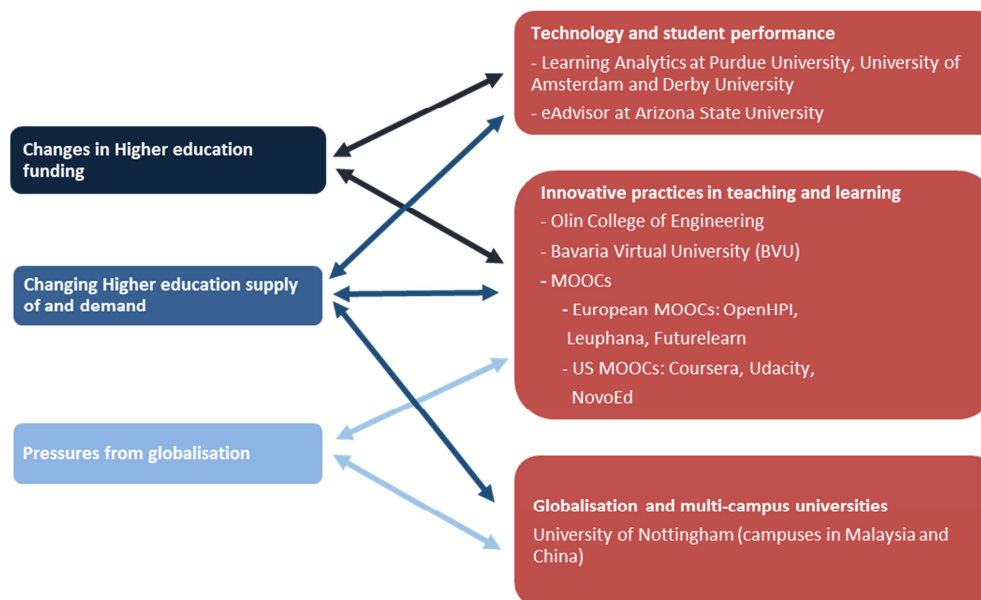 Changes in Higher education
funding
Changing Higher education supply
of and demand
Pressures from globalisation
Technology and student performance
- Learning Analytics at Purdue University, University of
Amsterdam and Derby University
- eAdvisor at Arizona State University
Innovative practices in teaching and learning
- Olin College of Engineering
- Bavaria Virtual University (BVU)
- MOOCs
- European MOOCs: OpenHPI,
Leuphana, Futurelearn
- US MOOCs: Coursera, Udacity,
NovoEd
Globalisation and multi-campus universities
University of Nottingham (campuses in Malaysia and
China)